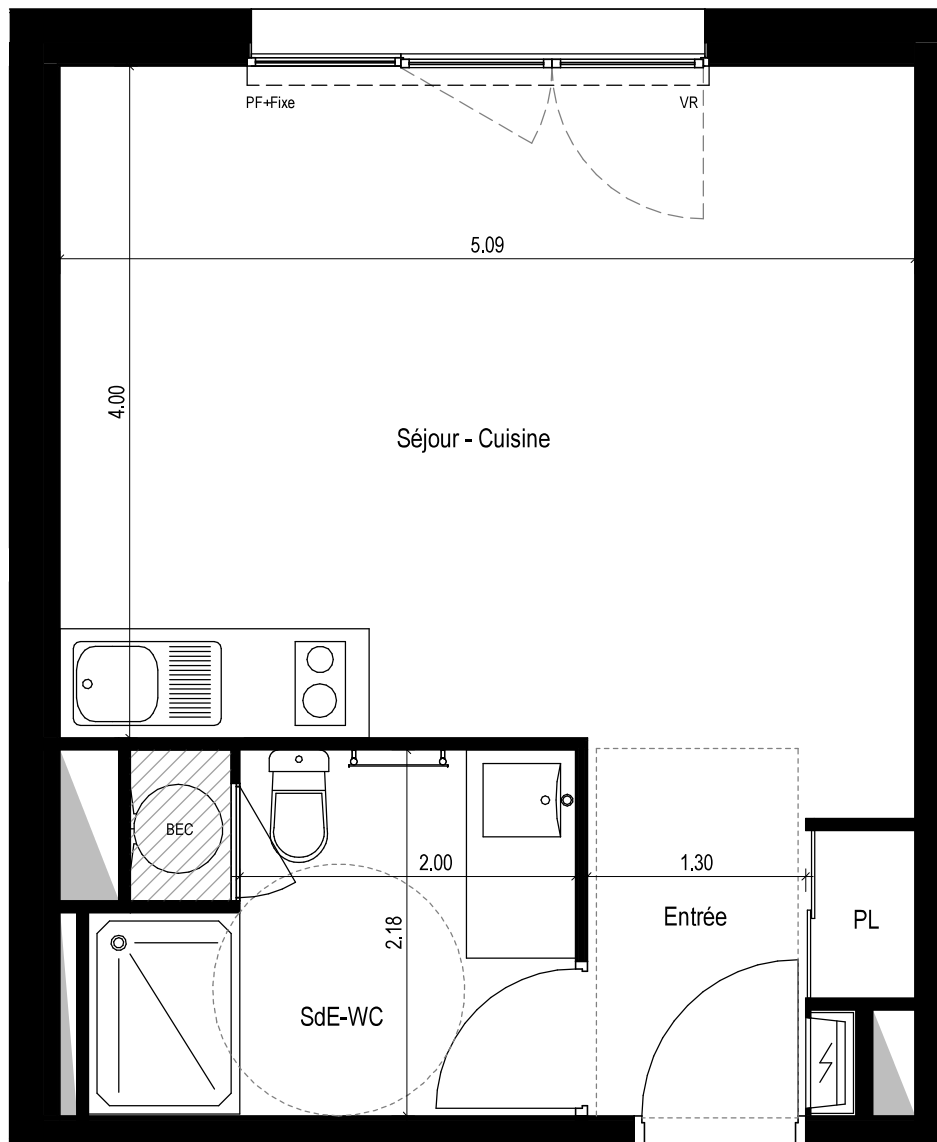 PF+Fixe
VR
5.09
4.00
Séjour - Cuisine
BEC
2.00
1.30
2.18
Entrée
PL
SdE-WC